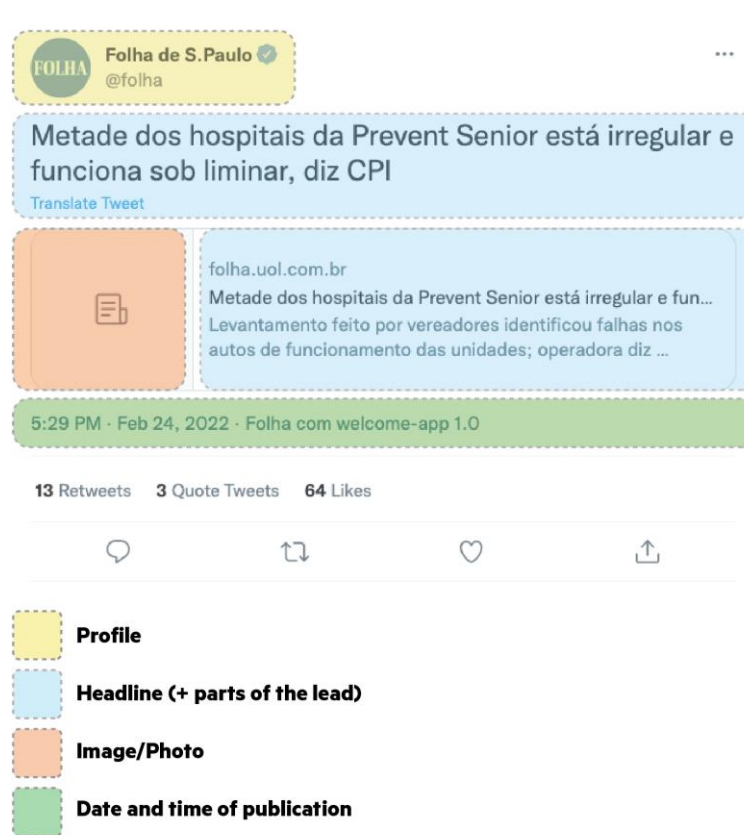 FOLHA
Folha de S.Paulo
@folha
Metade dos hospitais da Prevent Senior está irregular e
funciona sob liminar, diz CPI
Translate Tweet
folha.uol.com.br
Metade dos hospitais da Prevent Senior está irregular e fun...
Levantamento feito por vereadores identificou falhas nos
autos de funcionamento das unidades; operadora diz ...
5:29 PM · Feb 24, 2022 · Folha com welcome-app 1.0
13 Retweets 3 Quote Tweets 64 Likes
Profile
Headline (+ parts of the lead)
Image/Photo
Date and time of publication